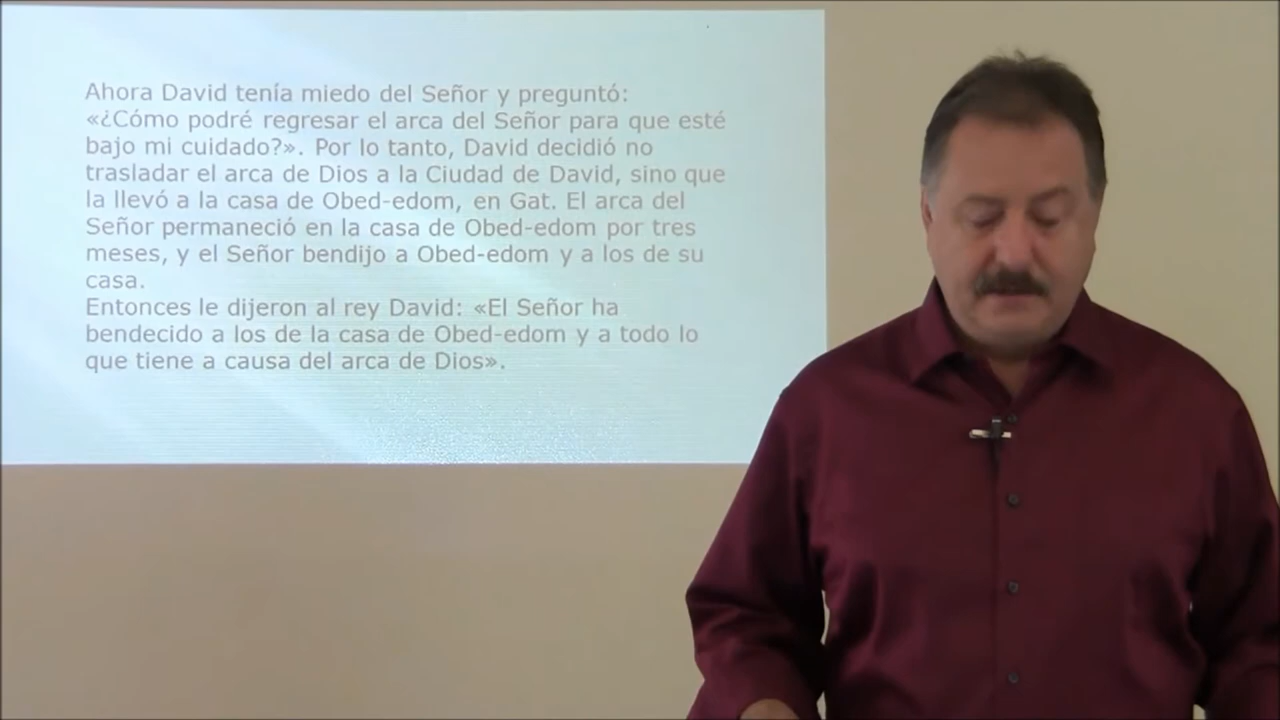 Ahora David tenía miedo del Señor y preguntó:
«¿Cómo podré regresar el arca del Señor para que esté
bajo mi cuidado?». Por lo tanto, David decidió no
trasladar el arca de Dios a la Ciudad de David, sino que
la llevó a la casa de Obed-edom, en Gat. El arca del
Señor permaneció en la casa de Obed-edom por tres
meses, y el Señor bendijo a Obed-edom y a los de su
casa.
Entonces le dijeron al rey David: «El Señor ha
bendecido a los de la casa de Obed-edom y a todo lo
que tiene a causa del arca de Dios».